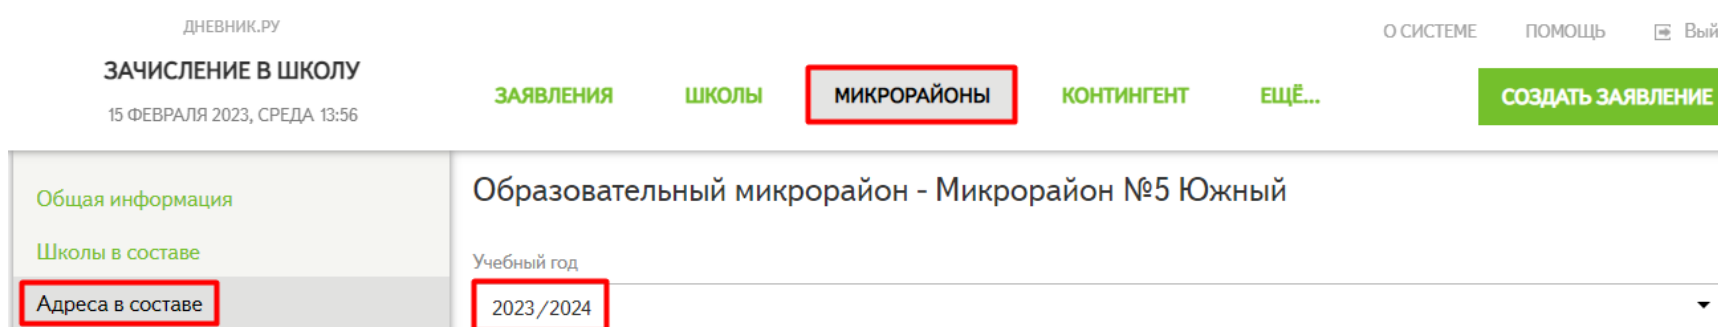 ДНЕВНИК.РУ
ЗАЧИСЛЕНИЕ В ШКОЛУ
15 ФЕВРАЛЯ 2023, СРЕДА 13:56
О СИСТЕМЕ ПОМОЩЬ
ЗАЯВЛЕНИЯ ШКОЛЫ МИКРОРАЙОНЫ КОНТИНГЕНТ ЕЩЁ... СОЗДАТЬ ЗАЯВЛЕНИЕ
Общая информация
Школы в составе
Адреса в составе
Образовательный микрорайон - Микрорайон №5 Южный
Учебный год
2023/2024